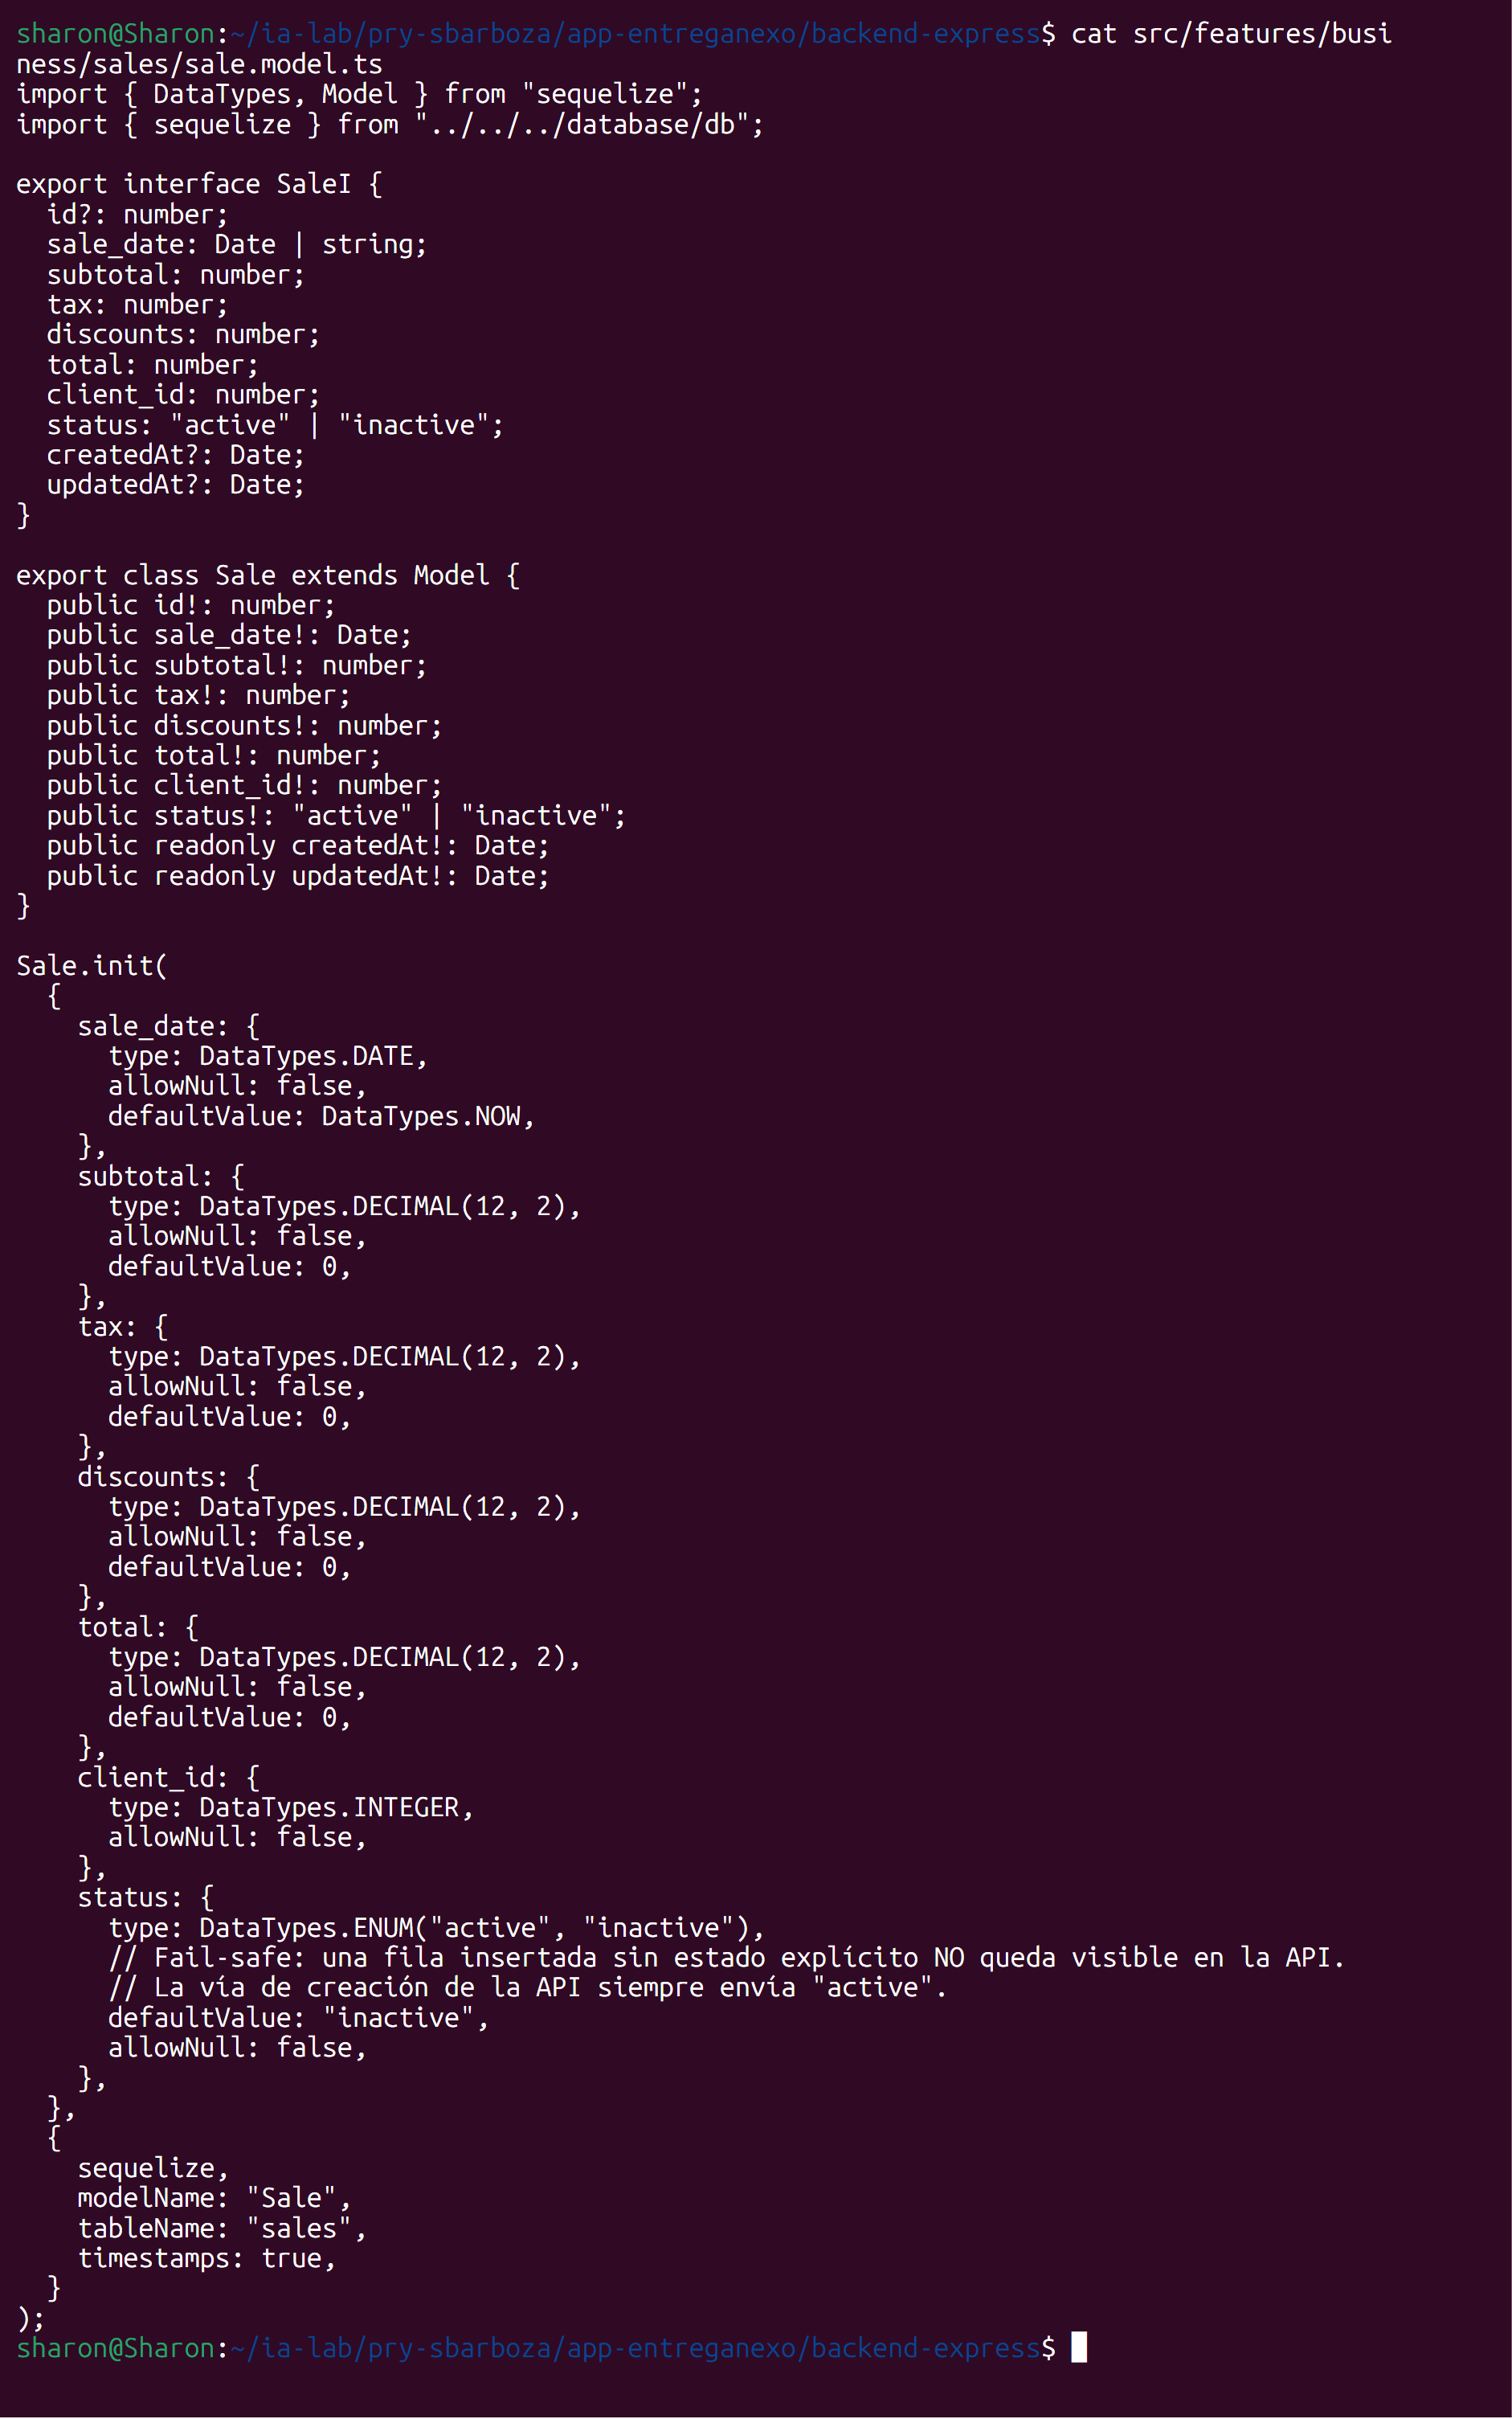 sharon@Sharon:~/ia-lab/pry-sbarboza/app-entreganexo/backend-express$ cat src/features/busi
ness/sales/sale.model.ts
import { DataTypes, Model } from "sequelize";
import { sequelize } from "../../../database/db";

export interface SaleI {
  id?: number;
  sale_date: Date | string;
  subtotal: number;
  tax: number;
  discounts: number;
  total: number;
  client_id: number;
  status: "active" | "inactive";
  createdAt?: Date;
  updatedAt?: Date;
}

export class Sale extends Model {
  public id!: number;
  public sale_date!: Date;
  public subtotal!: number;
  public tax!: number;
  public discounts!: number;
  public total!: number;
  public client_id!: number;
  public status!: "active" | "inactive";
  public readonly createdAt!: Date;
  public readonly updatedAt!: Date;
}

Sale.init(
  {
    sale_date: {
      type: DataTypes.DATE,
      allowNull: false,
      defaultValue: DataTypes.NOW,
    },
    subtotal: {
      type: DataTypes.DECIMAL(12, 2),
      allowNull: false,
      defaultValue: 0,
    },
    tax: {
      type: DataTypes.DECIMAL(12, 2),
      allowNull: false,
      defaultValue: 0,
    },
    discounts: {
      type: DataTypes.DECIMAL(12, 2),
      allowNull: false,
      defaultValue: 0,
    },
    total: {
      type: DataTypes.DECIMAL(12, 2),
      allowNull: false,
      defaultValue: 0,
    },
    client_id: {
      type: DataTypes.INTEGER,
      allowNull: false,
    },
    status: {
      type: DataTypes.ENUM("active", "inactive"),
      // Fail-safe: una fila insertada sin estado explícito NO queda visible en la API.
      // La vía de creación de la API siempre envía "active".
      defaultValue: "inactive",
      allowNull: false,
    },
  },
  {
    sequelize,
    modelName: "Sale",
    tableName: "sales",
    timestamps: true,
  }
);
sharon@Sharon:~/ia-lab/pry-sbarboza/app-entreganexo/backend-express$